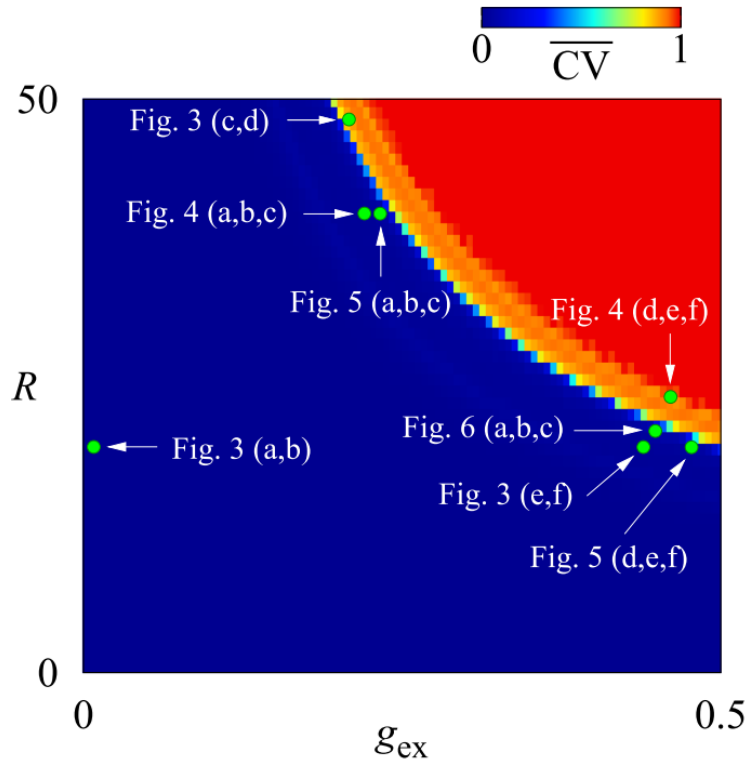 0 1
CV
50
Fig. 3 (c,d)
Fig. 4 (a,b,c)
Fig. 5 (a,b,c)
Fig. 4 (d,e,f)
R
Fig. 6 (a,b,c)
Fig. 3 (a,b)
Fig. 3 (e,f)
Fig. 5 (d,e,f)
0
0 0.5
gex